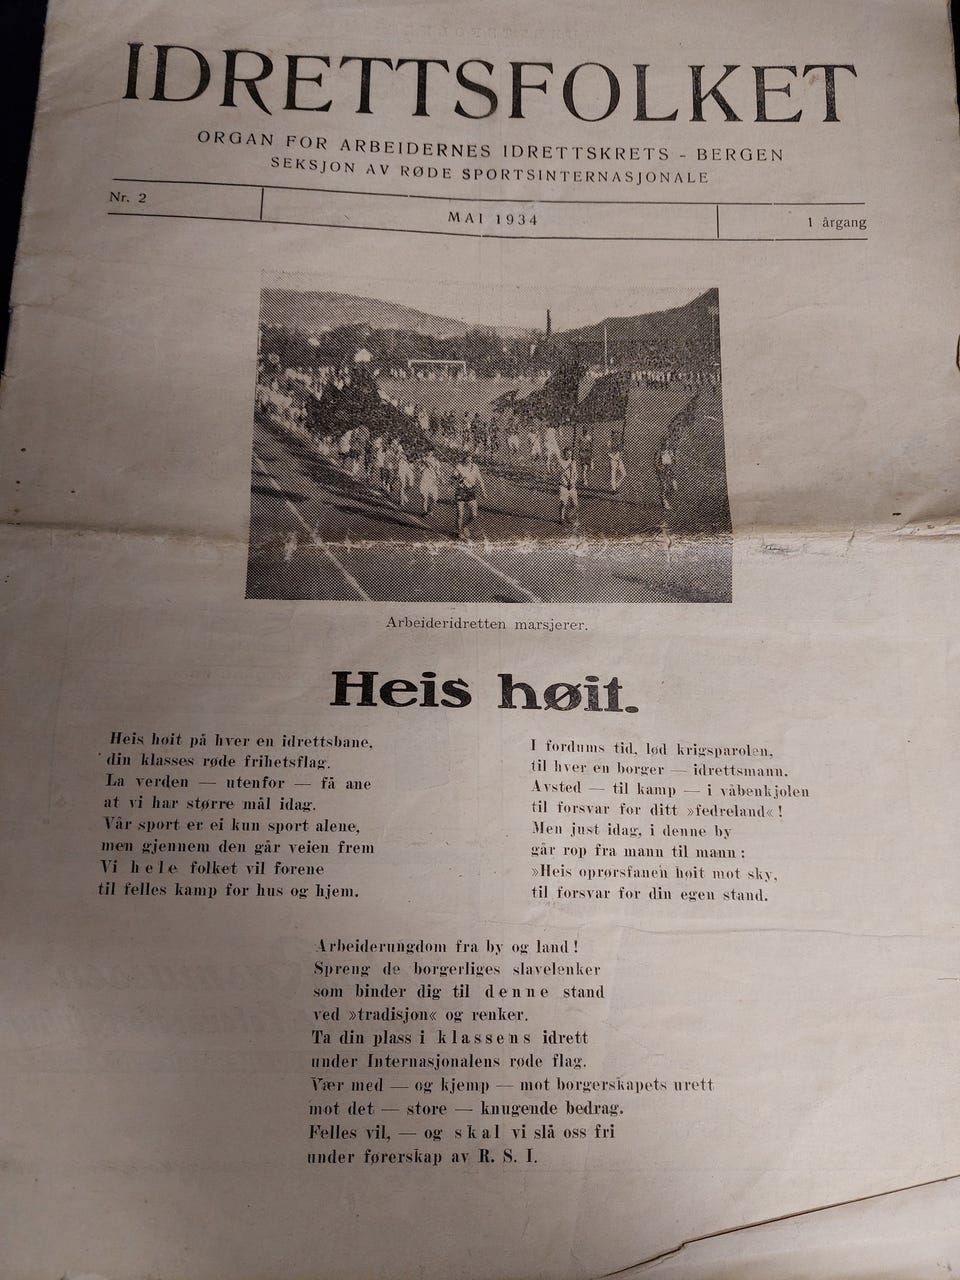 IDRETTSFOLKET
ORGAN FOR ARBEIDERNES IDRETTSKRETS - BERGEN
SEKSJON AV RØDE SPORTSINTERNASJONALE
Nr. 2
MAI 1934
1 årgang
Arbeideridretten marsjerer.
Heis høit.
Heis høit på hver en idrettsbane,
din klasses røde frihetsflag.
La verden — utenfor — få ane
at vi har større mål idag.
Vår sport er ei kun sport alene,
men gjennem den går veien frem
Vi hele folket vil forene
til felles kamp for hus og hjem.
I fordums tid, lød krigsparolen,
til hver en borger — idrettsmann.
Avsted — til kamp — i våbenkjolen
til forsvar for ditt »fedreland«!
Men just idag, i denne by
går rop fra mann til mann:
»Heis oprørsfanen høit mot sky,
til forsvar for din egen stand.
Arbeiderungdom fra by og land!
Spreng de borgerliges slavelenker
som binder dig til denne stand
ved »tradisjon« og renker.
Ta din plass i klassens idrett
under Internasjonalens røde flag.
Vær med — og kjemp — mot borgerskapets urett
mot det — store — knugende bedrag.
Felles vil, — og skal vi slå oss fri
under førerskap av R. S. I.